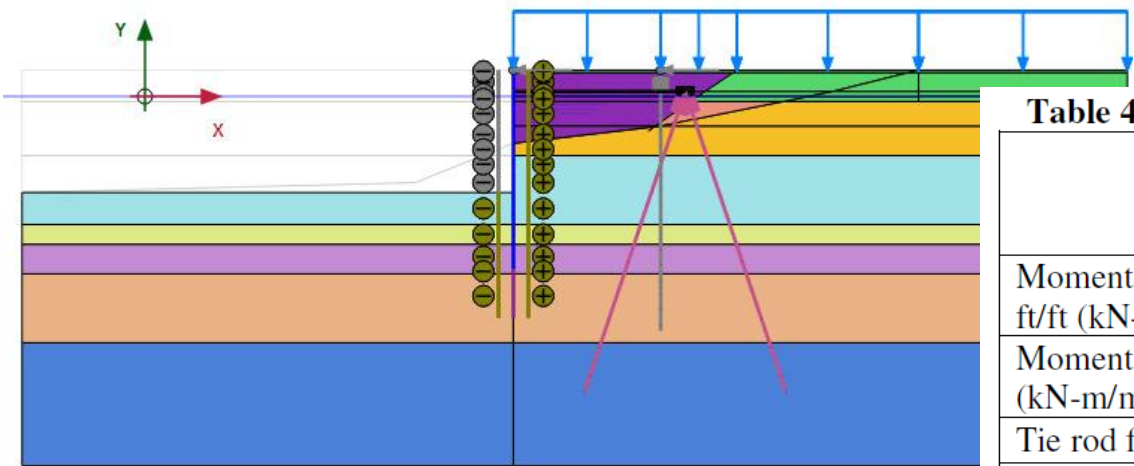 Y
X
Table 4
Moment
ft/ft (kN-
Moment
(kN-m/m
Tie rod f